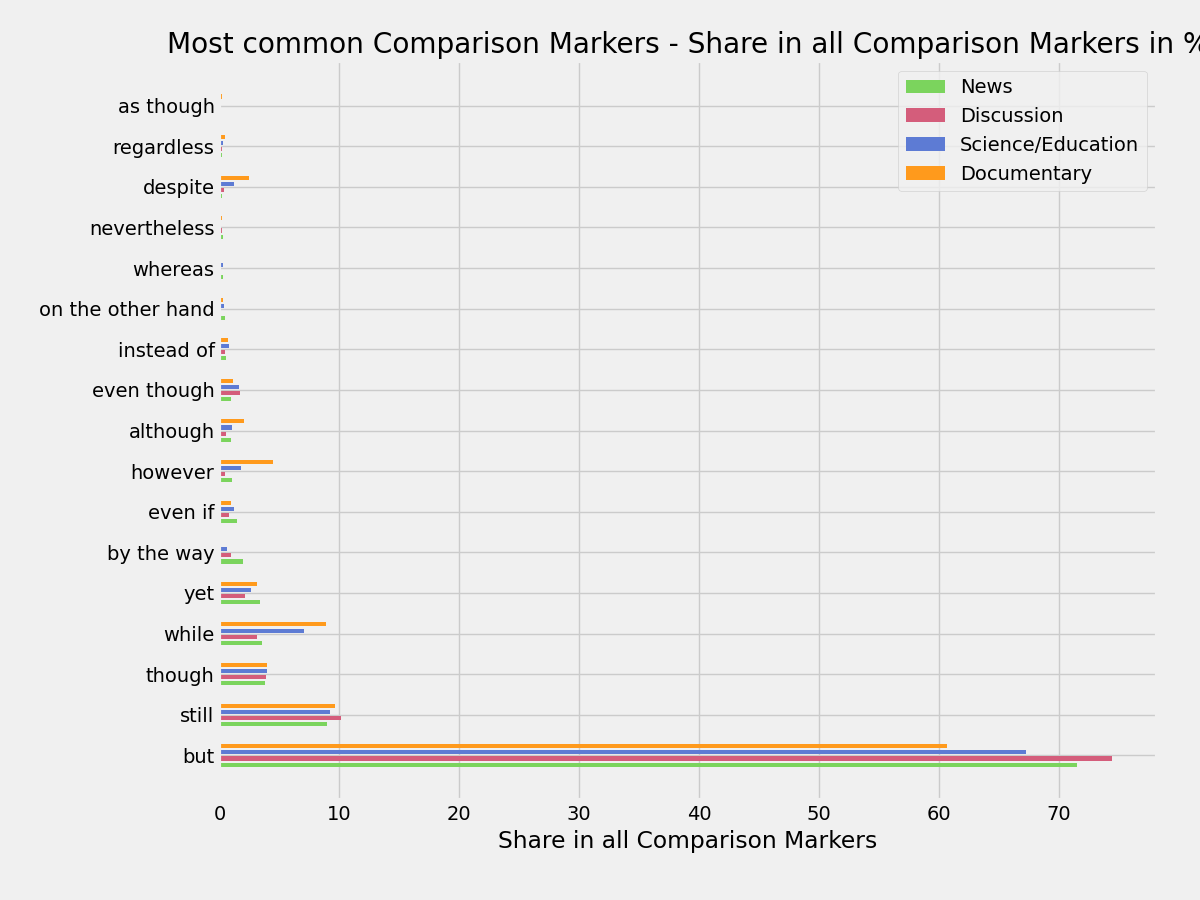 Most common Comparison Markers - Share in all Comparison Markers in %
News
Discussion
Science/Education
Documentary
as though
regardless
despite
nevertheless
whereas
on the other hand
instead of
even though
although
however
even if
by the way
yet
while
though
still
but
0 10 20 30 40 50 60 70
Share in all Comparison Markers